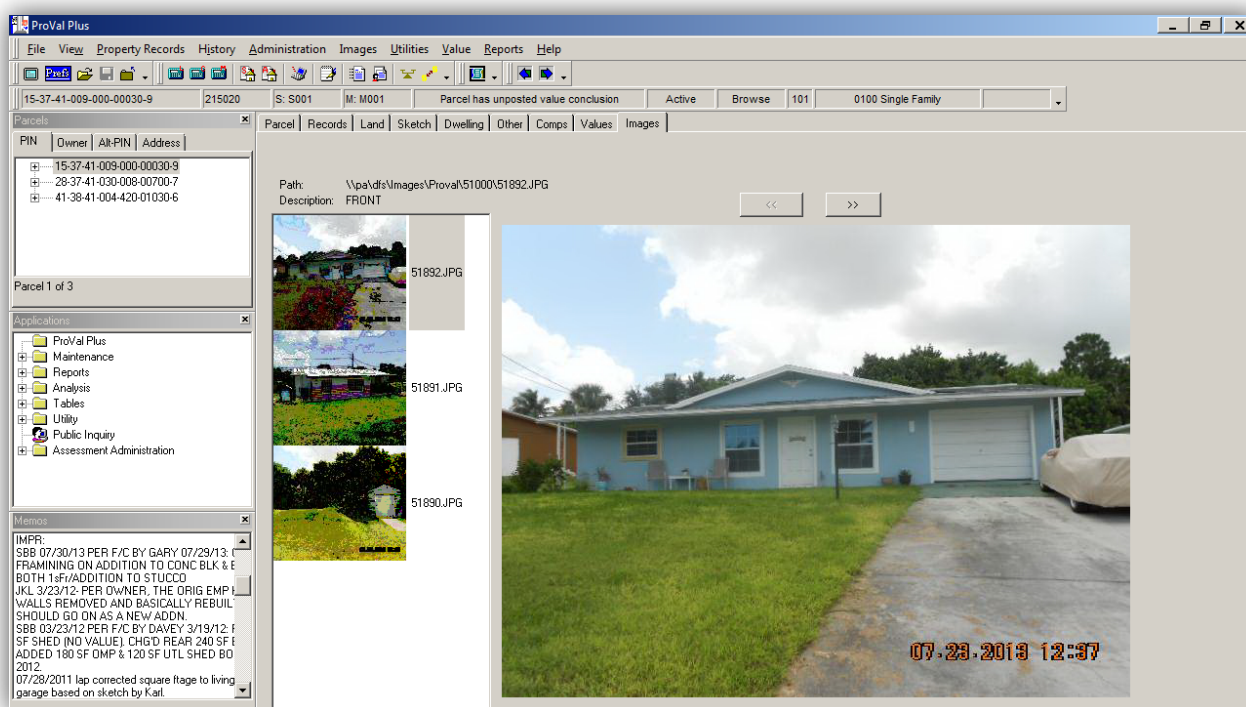 ProVal Plus
File View Property Records History Administration Images Utilities Value Reports Help
Prefs
15-37-41-009-000-00030-9 215020 S: S001 M: M001 Parcel has unposted value conclusion Active Browse 101 0100 Single Family
Parcels
PIN Owner Alt-PIN Address
15-37-41-009-000-00030-9
28-37-41-030-008-00700-7
41-38-41-004-420-01030-6
Parcel 1 of 3
Applications
ProVal Plus
Maintenance
Reports
Analysis
Tables
Utility
Public Inquiry
Assessment Administration
Memos
IMPR:
SBB 07/30/13 PER F/C BY GARY 07/29/13:
FRAMINING ON ADDITION TO CONC BLK &
BOTH 1sFr/ADDITION TO STUCCO
JKL 3/23/12- PER OWNER, THE ORIG EMP
WALLS REMOVED AND BASICALLY REBUIL
SHOULD GO ON AS A NEW ADDN.
SBB 03/23/12 PER F/C BY DAVEY 3/19/12:
SF SHED (NO VALUE). CHG'D REAR 240 SF
ADDED 180 SF OMP & 120 SF UTL SHED BO
2012.
07/28/2011 lap corrected square ftage to living
garage based on sketch by Karl.
Parcel Records Land Sketch Dwelling Other Comps Values Images
Path: \\pa\dfs\Images\Proval\51000\51892.JPG
Description: FRONT
<< >>
51892.JPG
51891.JPG
51890.JPG
07.23.2013 12:37